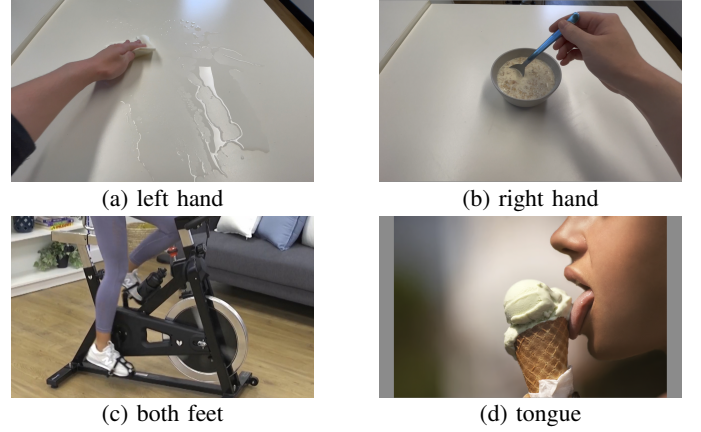 (a) left hand
(b) right hand
(c) both feet
(d) tongue